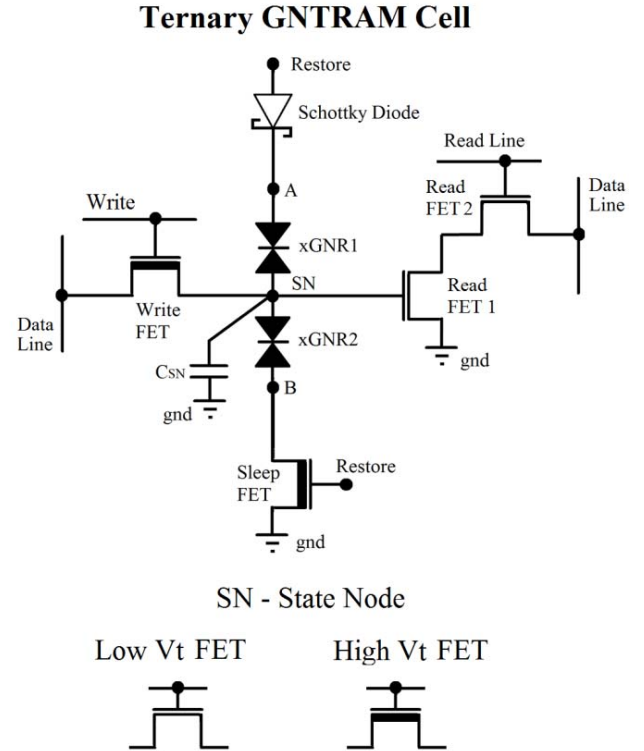 Ternary GNTRAM Cell
Restore
Schottky Diode
Read Line
A
Read
FET 2
Data
Line
Write
xGNR1
SN
Read
FET 1
Write
FET
Data
Line
xGNR2
CSN
gnd
gnd
B
Sleep
FET
Restore
gnd
SN - State Node
Low Vt FET
High Vt FET